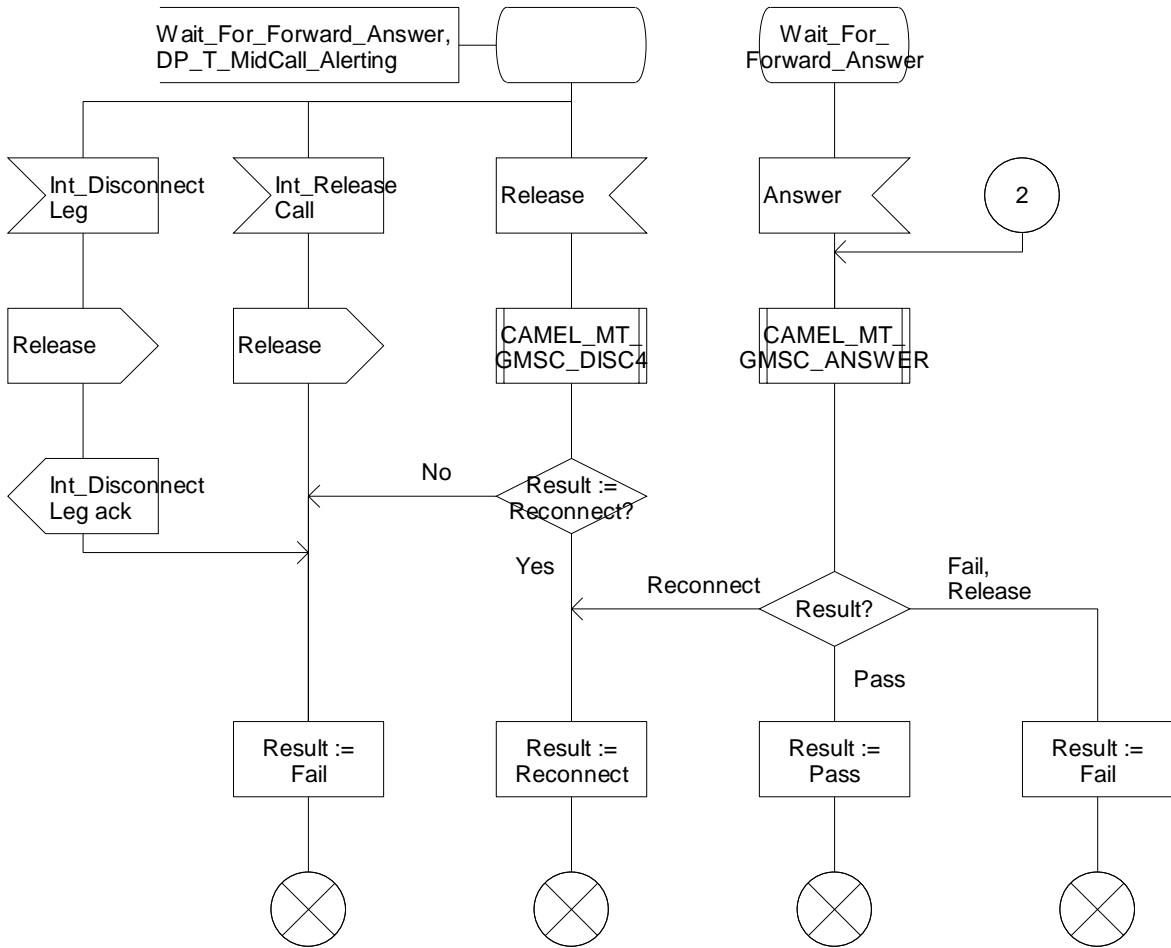 Wait_For_Forward_Answer,
DP_T_MidCall_Alerting
Wait_For_
Forward_Answer
Int_Disconnect
Leg
Int_Release
Call
Release
Answer
2
Release
Release
CAMEL_MT_
GMSC_DISC4
CAMEL_MT_
GMSC_ANSWER
Int_Disconnect
Leg ack
No
Result :=
Reconnect?
Yes
Reconnect
Result?
Fail,
Release
Pass
Result :=
Fail
Result :=
Reconnect
Result :=
Pass
Result :=
Fail